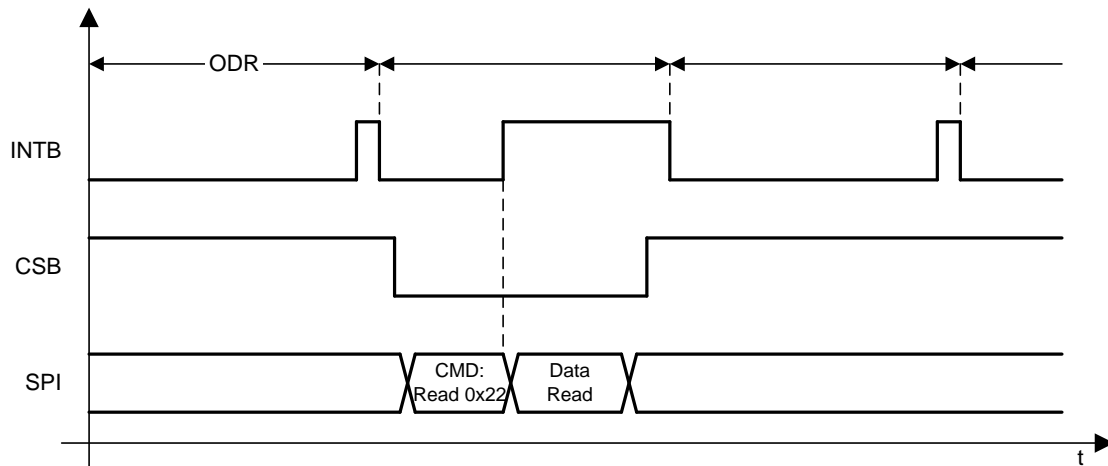 ODR
INTB
CSB
SPI
CMD:
Read 0x22
Data
Read
t